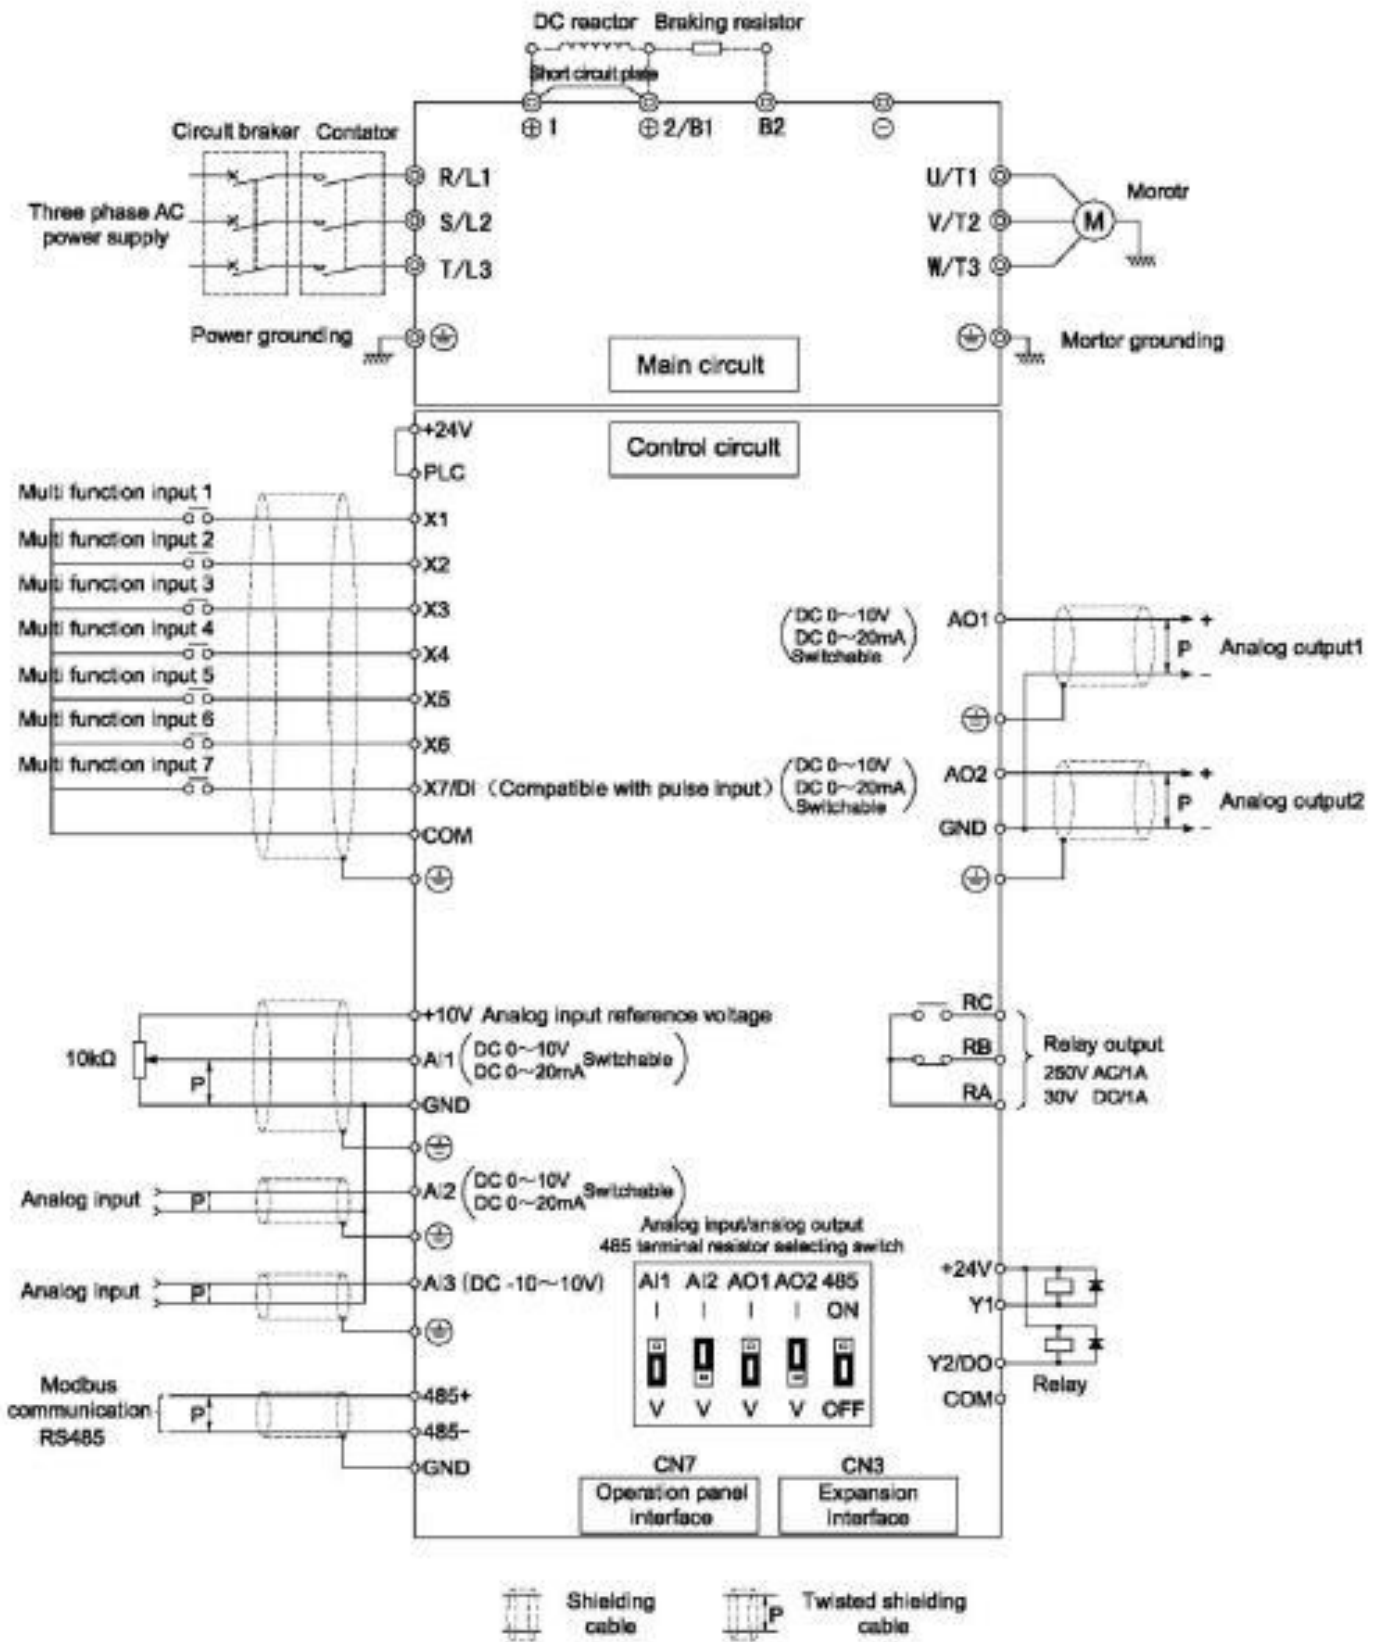 DC reactor Braking resistor
Short circuit plate
⊕ 1 ⊕ 2/B1 B2 ⊖
Circuit braker Contator
R/L1
S/L2
T/L3
Three phase AC
power supply
U/T1
V/T2
W/T3
M
Morotr
Power grounding
Mortor grounding
Main circuit
+24V
PLC
Control circuit
Multi function input 1
X1
Multi function input 2
X2
Multi function input 3
X3
Multi function input 4
X4
Multi function input 5
X5
Multi function input 6
X6
Multi function input 7
X7/DI (Compatible with pulse input)
COM
DC 0~10V
DC 0~20mA
Switchable
AO1
+
P
-
Analog output1
DC 0~10V
DC 0~20mA
Switchable
AO2
GND
+
P
-
Analog output2
+10V Analog input reference voltage
10kΩ
P
AI1
DC 0~10V
DC 0~20mA
Switchable
GND
RC
RB
RA
Relay output
250V AC/1A
30V DC/1A
Analog input
P
AI2
DC 0~10V
DC 0~20mA
Switchable
Analog input
P
AI3 (DC -10~10V)
Analog input/analog output
485 terminal resistor selecting switch
AI1 AI2 AO1 AO2 485
I I I I ON
V V V V OFF
+24V
Y1
Y2/DO
COM
Relay
Modbus
communication
RS485
P
485+
485-
GND
CN7
Operation panel
interface
CN3
Expansion
interface
Shielding
cable
P
Twisted shielding
cable